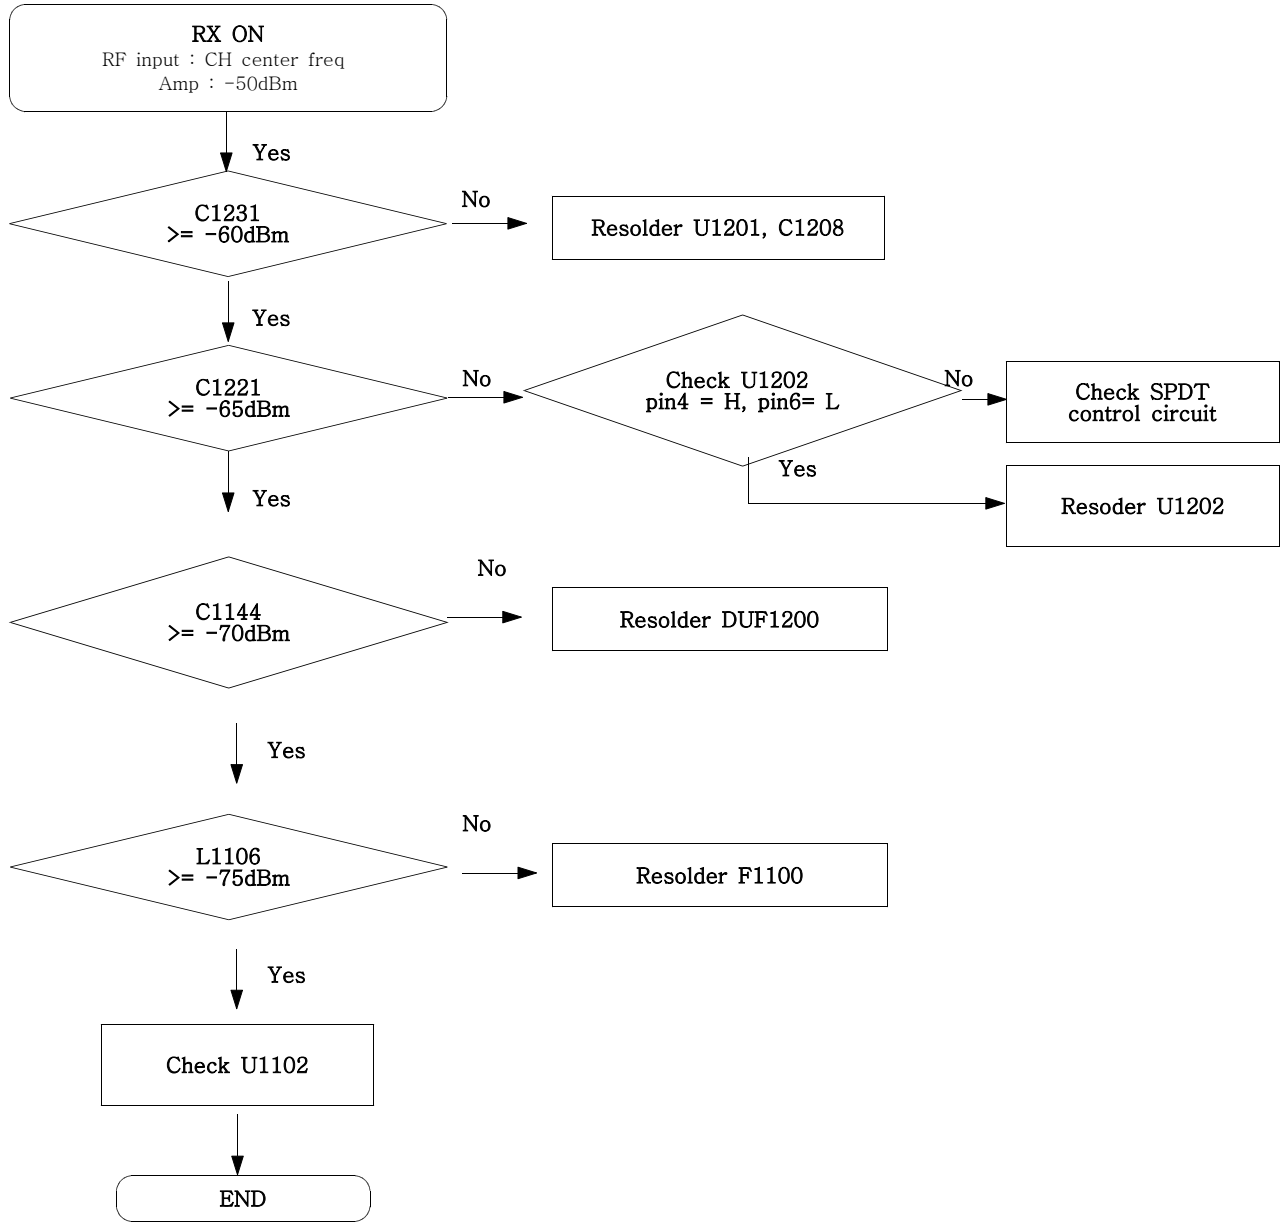 RX ON
RF input : CH center freq
Amp : -50dBm
Yes
C1231
>= -60dBm
No
Resolder U1201, C1208
Yes
C1221
>= -65dBm
No
Check U1202
pin4 = H, pin6= L
No
Check SPDT
control circuit
Yes
Resoder U1202
Yes
C1144
>= -70dBm
No
Resolder DUF1200
Yes
L1106
>= -75dBm
No
Resolder F1100
Yes
Check U1102
END